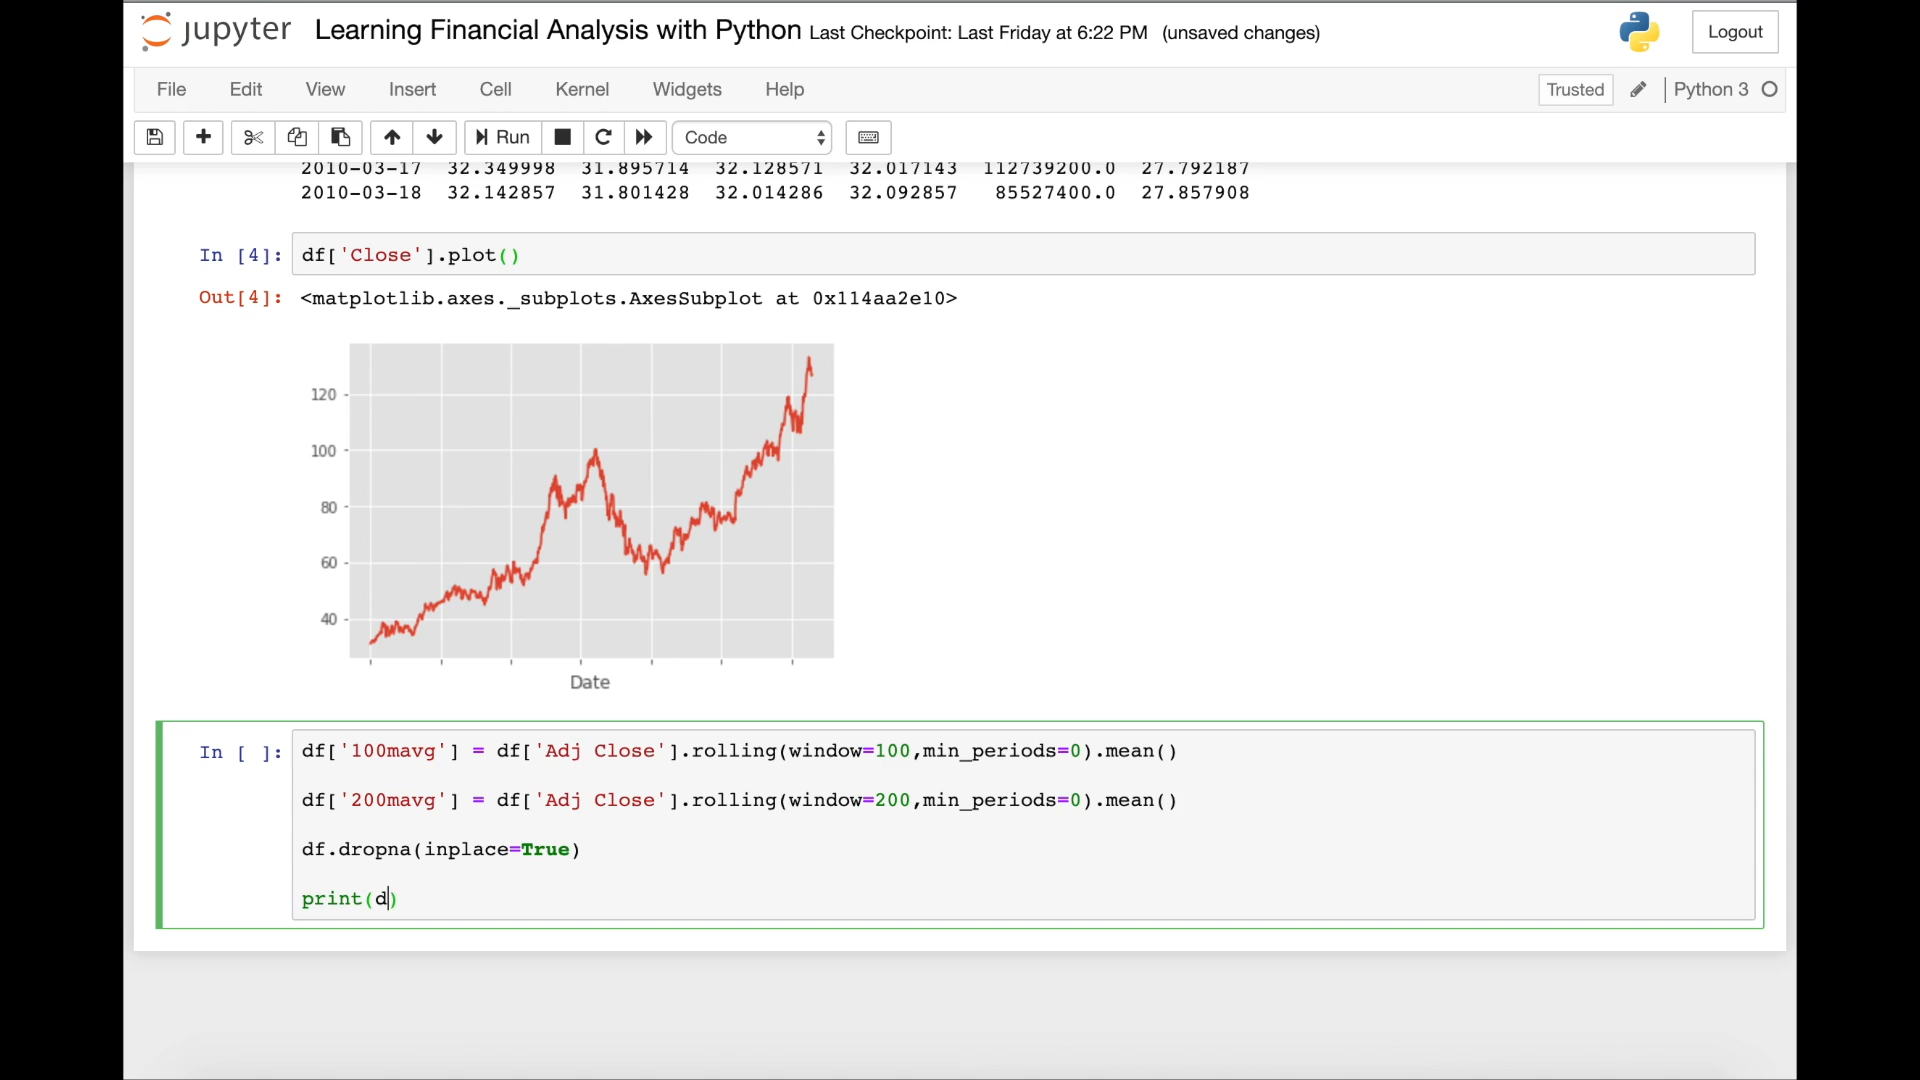 jupyter Learning Financial Analysis with Python Last Checkpoint: Last Friday at 6:22 PM (unsaved changes) Logout
File Edit View Insert Cell Kernel Widgets Help Trusted Python 3
Run Code
2010-03-17 32.349998 31.895714 32.128571 32.017143 112739200.0 27.792187
2010-03-18 32.142857 31.801428 32.014286 32.092857 85527400.0 27.857908
In [4]: df['Close'].plot()
Out[4]: <matplotlib.axes._subplots.AxesSubplot at 0x114aa2e10>
120
100
80
60
40
Date
In [ ]: df['100mavg'] = df['Adj Close'].rolling(window=100,min_periods=0).mean()
df['200mavg'] = df['Adj Close'].rolling(window=200,min_periods=0).mean()
df.dropna(inplace=True)
print(d)